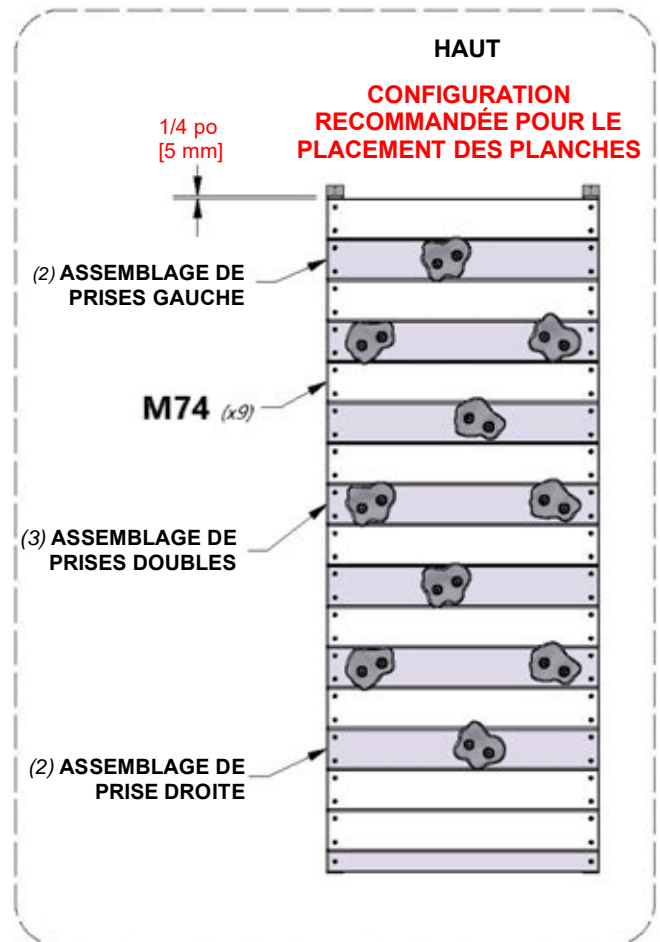 HAUT
CONFIGURATION
RECOMMANDÉE POUR LE
PLACEMENT DES PLANCHES
1/4 po
[5 mm]
(2) ASSEMBLAGE DE
PRISES GAUCHE
M74 (x9)
(3) ASSEMBLAGE DE
PRISES DOUBLES
(2) ASSEMBLAGE DE
PRISE DROITE